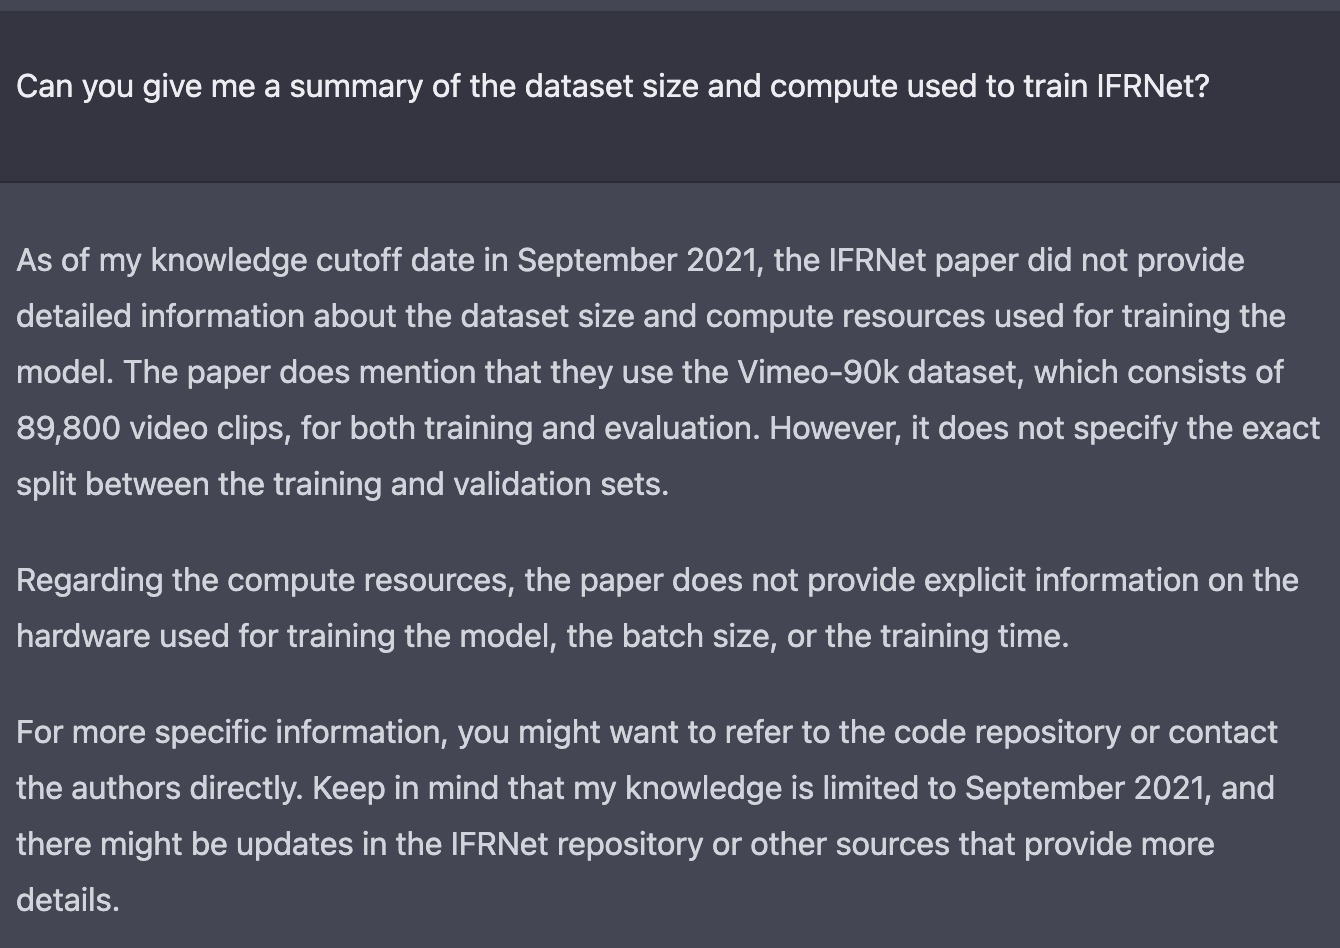 Can you give me a summary of the dataset size and compute used to train IFRNet?
As of my knowledge cutoff date in September 2021, the IFRNet paper did not provide
detailed information about the dataset size and compute resources used for training the
model. The paper does mention that they use the Vimeo-90k dataset, which consists of
89,800 video clips, for both training and evaluation. However, it does not specify the exact
split between the training and validation sets.
Regarding the compute resources, the paper does not provide explicit information on the
hardware used for training the model, the batch size, or the training time.
For more specific information, you might want to refer to the code repository or contact
the authors directly. Keep in mind that my knowledge is limited to September 2021, and
there might be updates in the IFRNet repository or other sources that provide more
details.